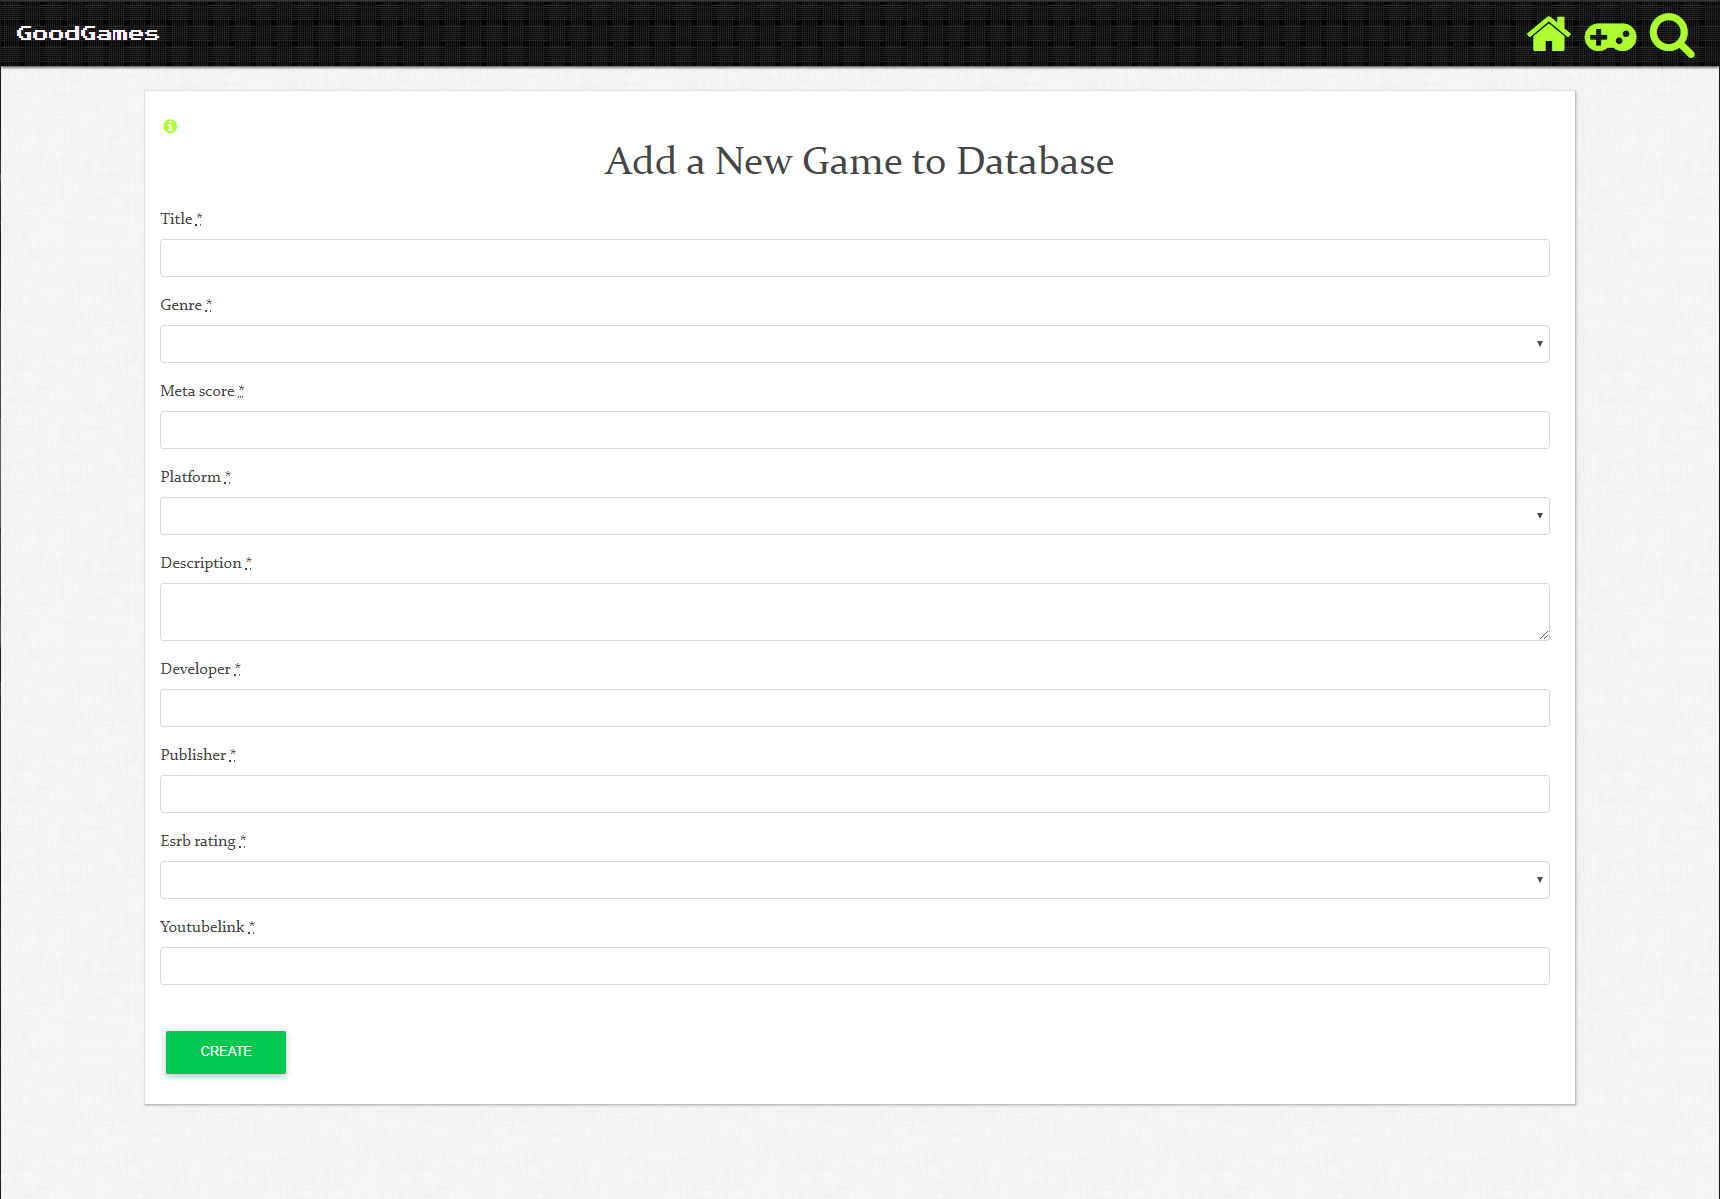 GoodGames
Add a New Game to Database
Title *
Genre *
Meta score *
Platform *
Description *
Developer *
Publisher *
Esrb rating *
Youtubelink *
CREATE